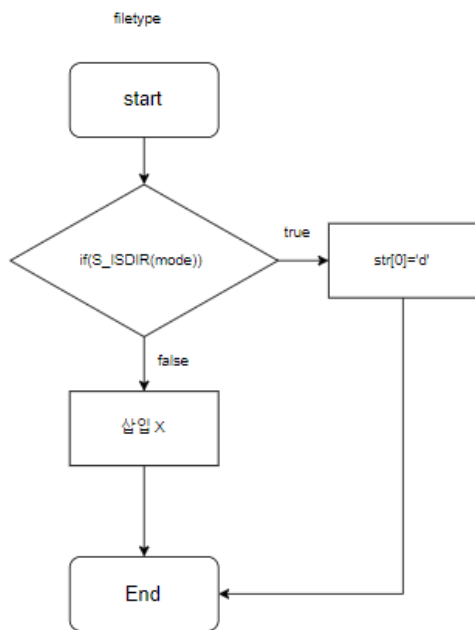 filetype
start
if(S_ISDIR(mode))
true
str[0]='d'
false
삽입 X
End